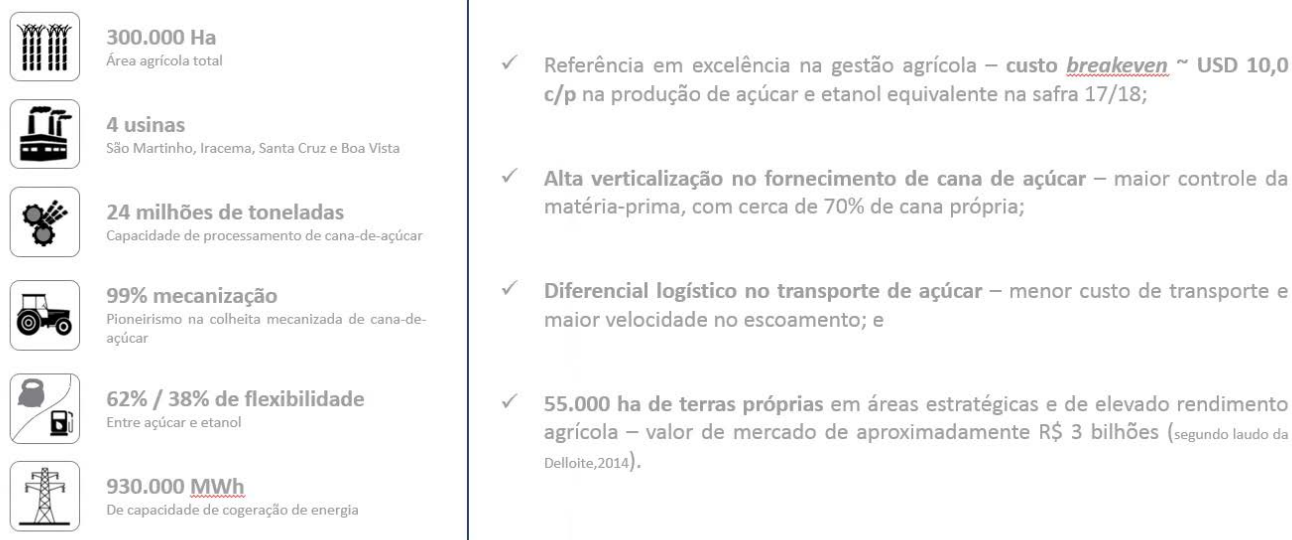 300.000 Ha
Área agrícola total
4 usinas
São Martinho, Iracema, Santa Cruz e Boa Vista
24 milhões de toneladas
Capacidade de processamento de cana-de-açúcar
99% mecanização
Pioneirismo na colheita mecanizada de cana-de-
açúcar
62% / 38% de flexibilidade
Entre açúcar e etanol
930.000 MWh
De capacidade de cogeração de energia
✓ Referência em excelência na gestão agrícola – custo breakeven ~ USD 10,0
c/p na produção de açúcar e etanol equivalente na safra 17/18;
✓ Alta verticalização no fornecimento de cana de açúcar – maior controle da
matéria-prima, com cerca de 70% de cana própria;
✓ Diferencial logístico no transporte de açúcar – menor custo de transporte e
maior velocidade no escoamento; e
✓ 55.000 ha de terras próprias em áreas estratégicas e de elevado rendimento
agrícola – valor de mercado de aproximadamente R$ 3 bilhões (segundo laudo da
Delloite,2014).